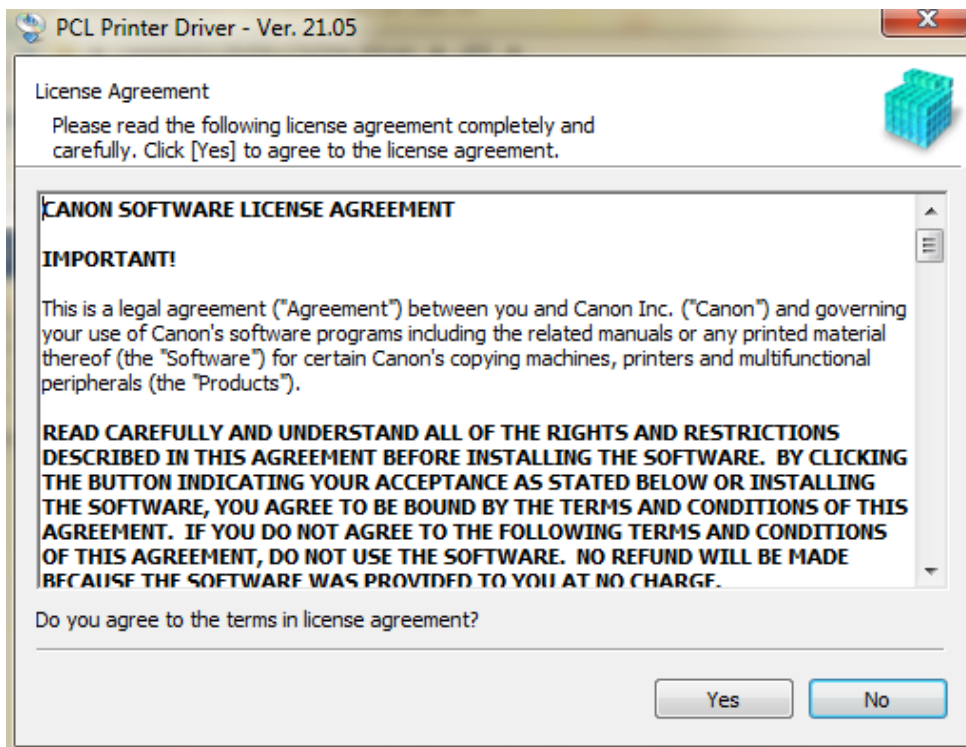 PCL Printer Driver - Ver. 21.05
License Agreement
Please read the following license agreement completely and
carefully. Click [Yes] to agree to the license agreement.
CANON SOFTWARE LICENSE AGREEMENT
IMPORTANT!
This is a legal agreement ("Agreement") between you and Canon Inc. ("Canon") and governing
your use of Canon's software programs including the related manuals or any printed material
thereof (the "Software") for certain Canon's copying machines, printers and multifunctional
peripherals (the "Products").
READ CAREFULLY AND UNDERSTAND ALL OF THE RIGHTS AND RESTRICTIONS
DESCRIBED IN THIS AGREEMENT BEFORE INSTALLING THE SOFTWARE.  BY CLICKING
THE BUTTON INDICATING YOUR ACCEPTANCE AS STATED BELOW OR INSTALLING
THE SOFTWARE, YOU AGREE TO BE BOUND BY THE TERMS AND CONDITIONS OF THIS
AGREEMENT.  IF YOU DO NOT AGREE TO THE FOLLOWING TERMS AND CONDITIONS
OF THIS AGREEMENT, DO NOT USE THE SOFTWARE.  NO REFUND WILL BE MADE
BECAUSE THE SOFTWARE WAS PROVIDED TO YOU AT NO CHARGE.
Do you agree to the terms in license agreement?
Yes No